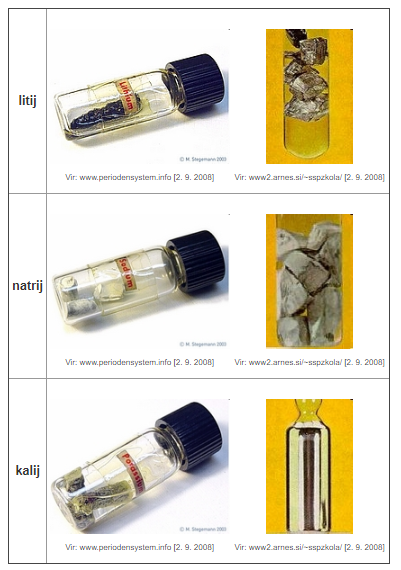 litij
Lithium
© M. Stegemann 2003
Vir: www.periodensystem.info [2. 9. 2008]
Vir: www2.arnes.si/~sspzkola/ [2. 9. 2008]
natrij
Sodium
© M. Stegemann 2003
Vir: www.periodensystem.info [2. 9. 2008]
Vir: www2.arnes.si/~sspzkola/ [2. 9. 2008]
kalij
© M. Stegemann 2003
Vir: www.periodensystem.info [2. 9. 2008]
Vir: www2.arnes.si/~sspzkola/ [2. 9. 2008]